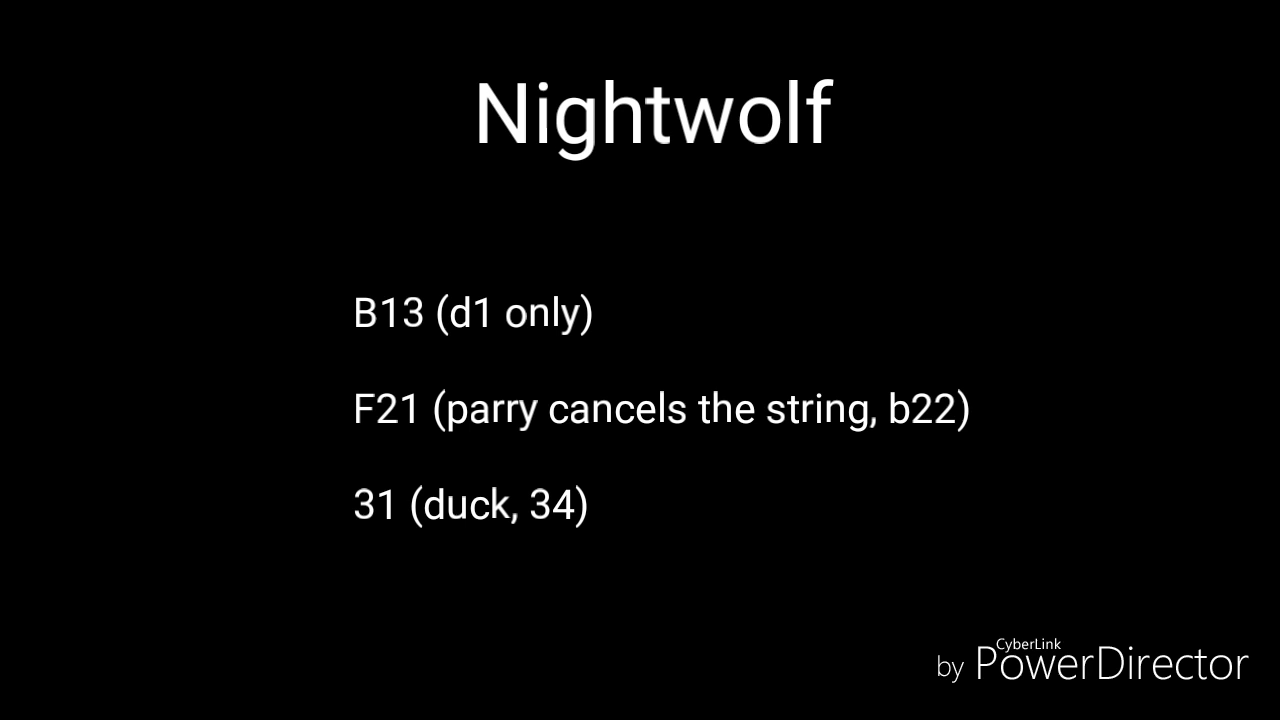 Nightwolf
B13 (d1 only)
F21 (parry cancels the string, b22)
31 (duck, 34)
by CyberLink PowerDirector